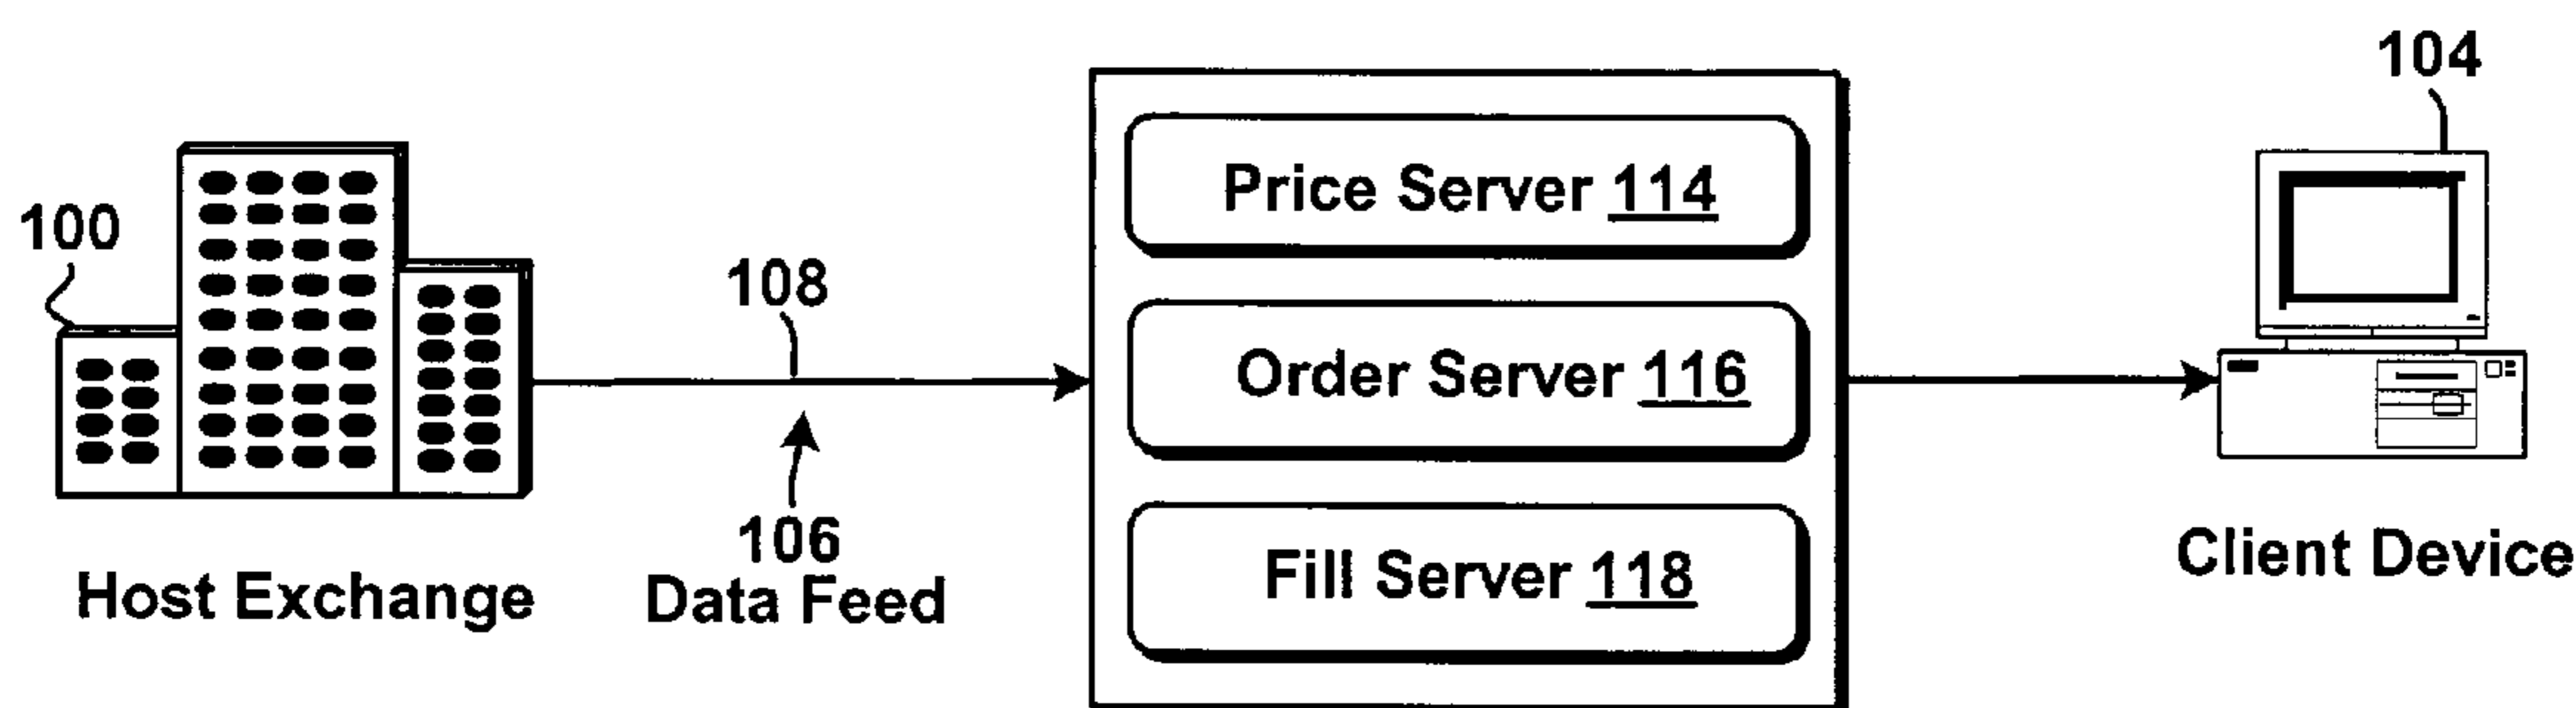 104
Price Server 114
100
108
Order Server 116
106
Data Feed
Host Exchange
Fill Server 118
Client Device